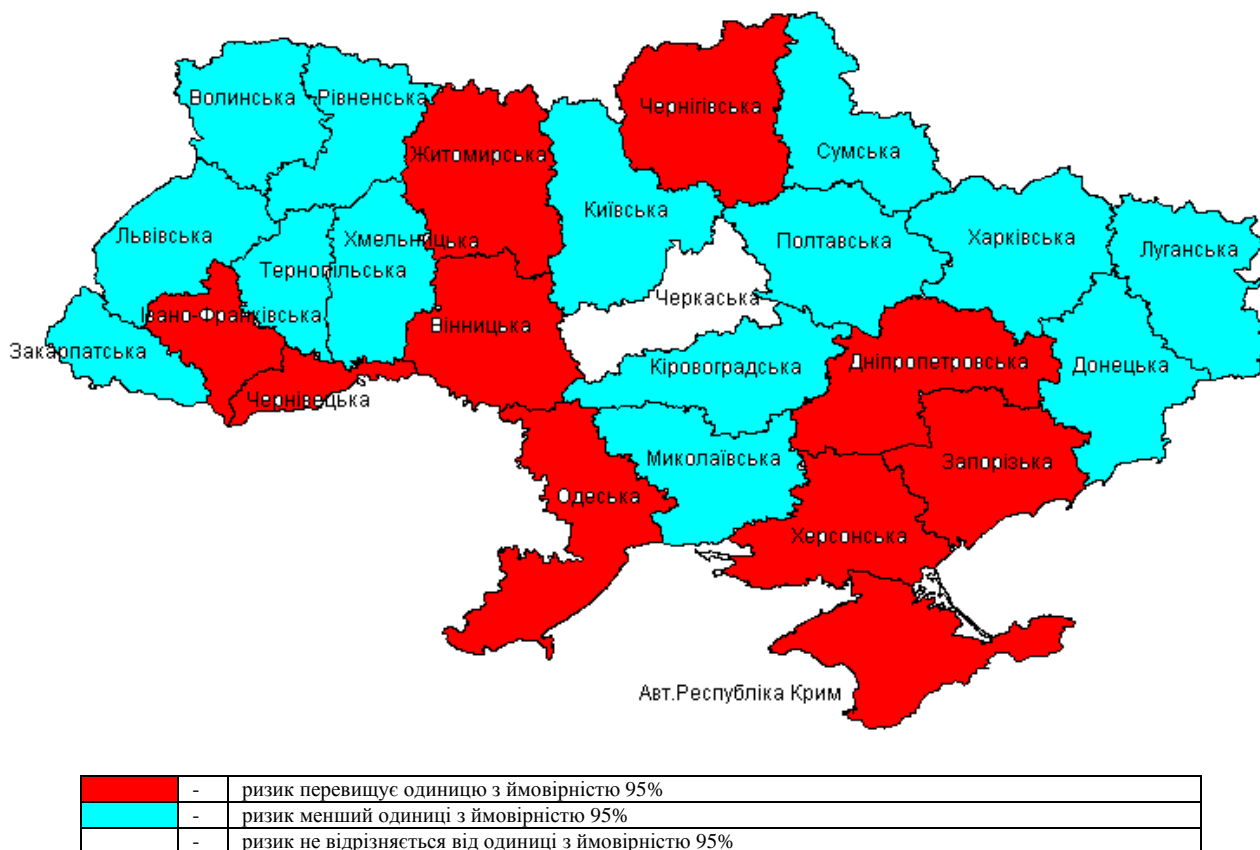 Чернігівська
Волинська
Рівненська
Житомирська
Сумська
Київська
Львівська
Хмельницька
Полтавська
Харківська
Луганська
Тернопільська
Черкаська
Івано-Франківська
Вінницька
Закарпатська
Кіровоградська
Дніпропетровська
Донецька
Чернівецька
Миколаївська
Запорізька
Одеська
Херсонська
Авт.Республіка Крим
- ризик перевищує одиницю з ймовірністю 95%
- ризик менший одиниці з ймовірністю 95%
- ризик не відрізняється від одиниці з ймовірністю 95%